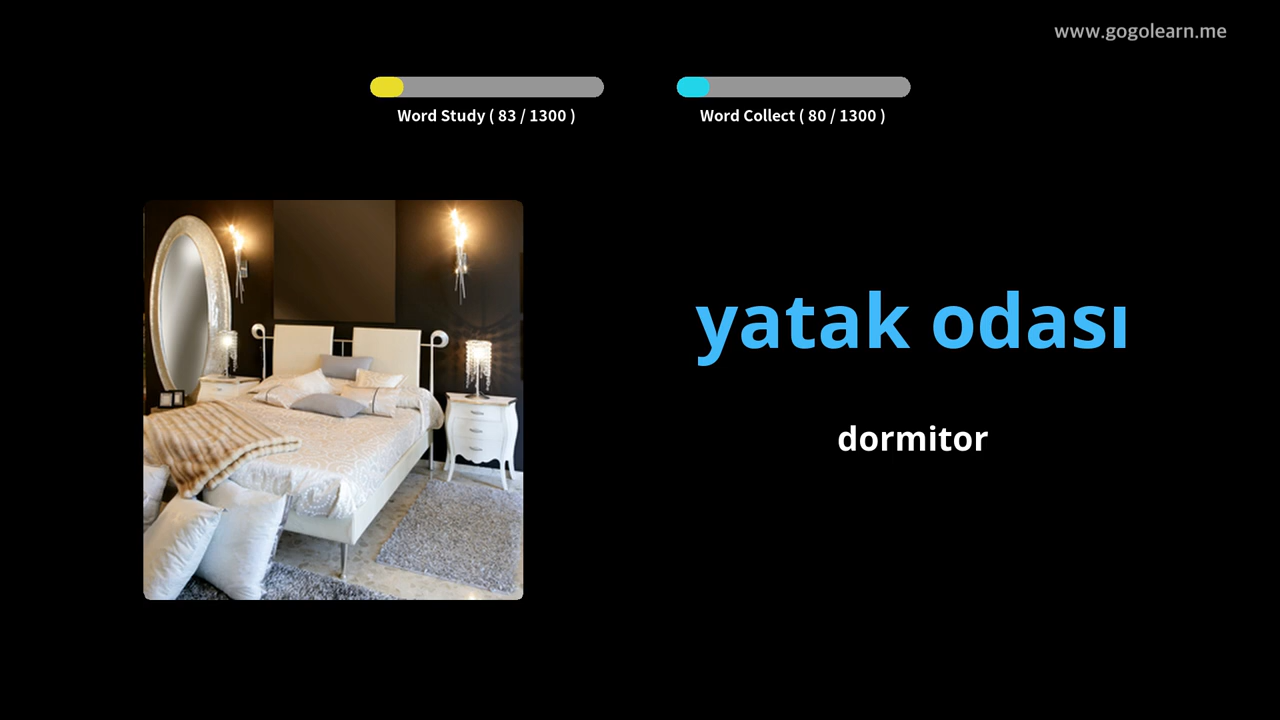 www.gogolearn.me
Word Study ( 83 / 1300 )
Word Collect ( 80 / 1300 )
yatak odası
dormitor